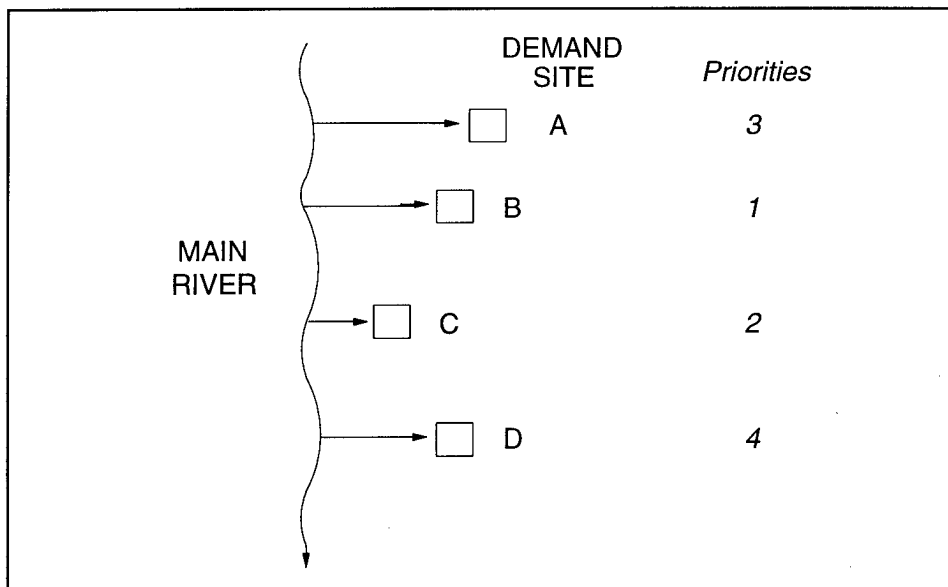 DEMAND
SITE
Priorities
A 3
B 1
MAIN
RIVER
C 2
D 4